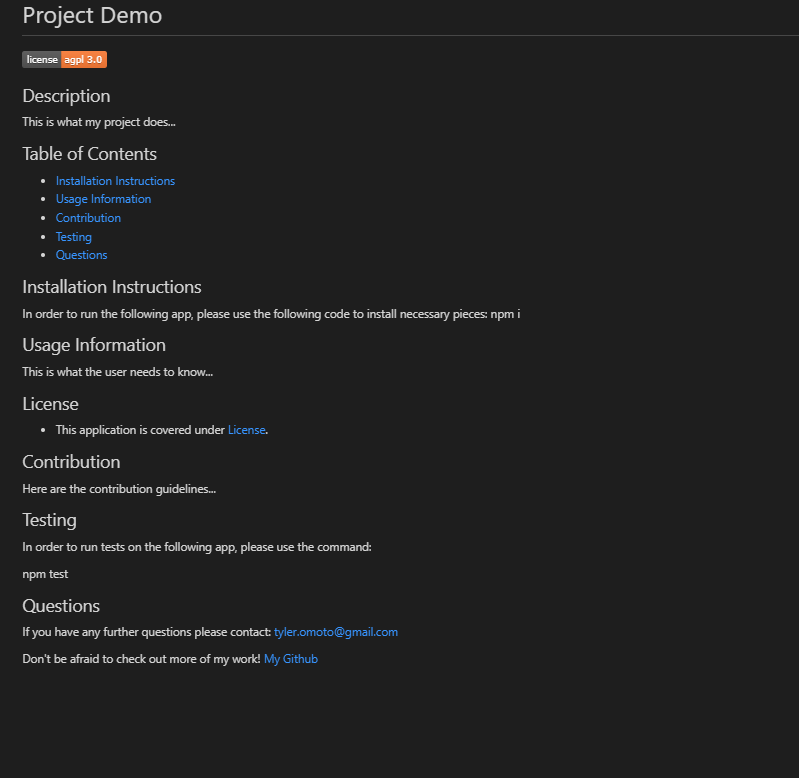 Project Demo
license agpl 3.0
Description
This is what my project does...
Table of Contents
Installation Instructions
Usage Information
Contribution
Testing
Questions
Installation Instructions
In order to run the following app, please use the following code to install necessary pieces: npm i
Usage Information
This is what the user needs to know...
License
This application is covered under License.
Contribution
Here are the contribution guidelines...
Testing
In order to run tests on the following app, please use the command:
npm test
Questions
If you have any further questions please contact: tyler.omoto@gmail.com
Don't be afraid to check out more of my work! My Github